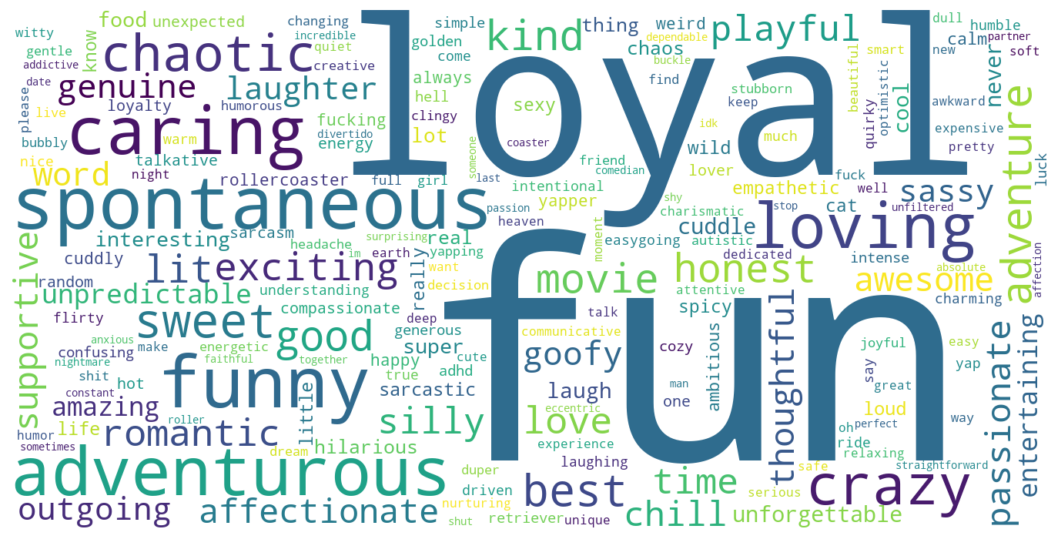 witty
food
unexpected
changing
incredible
quiet
kind
simple
golden
come
thing
weird
dependable
chaos
buckle
playful
dull
humble
calm
partner
new
soft
gentle
addictive
date
know
chaotic
creative
loyal
find
stubborn
beautiful
smart
optimistic
never
please
live
genuine
laughter
always
hell
sexy
keep
quirky
cool
awkward
loyalty
humorous
fucking
clingy
idk
expensive
bubbly
caring
warm
divertido
energy
lot
coaster
wild
much
pretty
nice
talkative
night
someone
friend
comedian
lover
fuck
well
adventure
luck
word
rollercoaster
full
girl
last
intentional
yapper
empathetic
sassy
spontaneous
passion
heaven
shy
charismatic
stop
cat
unfiltered
loving
interesting
sarcasm
headache
surprising
real
moment
easygoing
cuddle
autistic
dedicated
intense
absolute
affection
supportive
cuddly
im
earth
yapping
random
lit
exciting
really
want
decision
movie
honest
attentive
awesome
unpredictable
understanding
compassionate
deep
generous
spicy
charming
flirty
sweet
good
super
fun
talk
communicative
thoughtful
passionate
entertaining
anxious
confusing
energetic
faithful
together
happy
cute
goofy
cozy
ambitious
joyful
easy
nightmare
make
funny
true
adhd
man
say
yap
shit
hot
constant
little
sarcastic
laugh
one
great
amazing
roller
silly
eccentric
love
loud
perfect
way
humor
life
romantic
hilarious
experience
oh
ride
sometimes
dream
laughing
relaxing
adventurous
duper
driven
best
time
safe
serious
straightforward
crazy
outgoing
affectionate
nurturing
shut
retriever
unique
chill
unforgettable